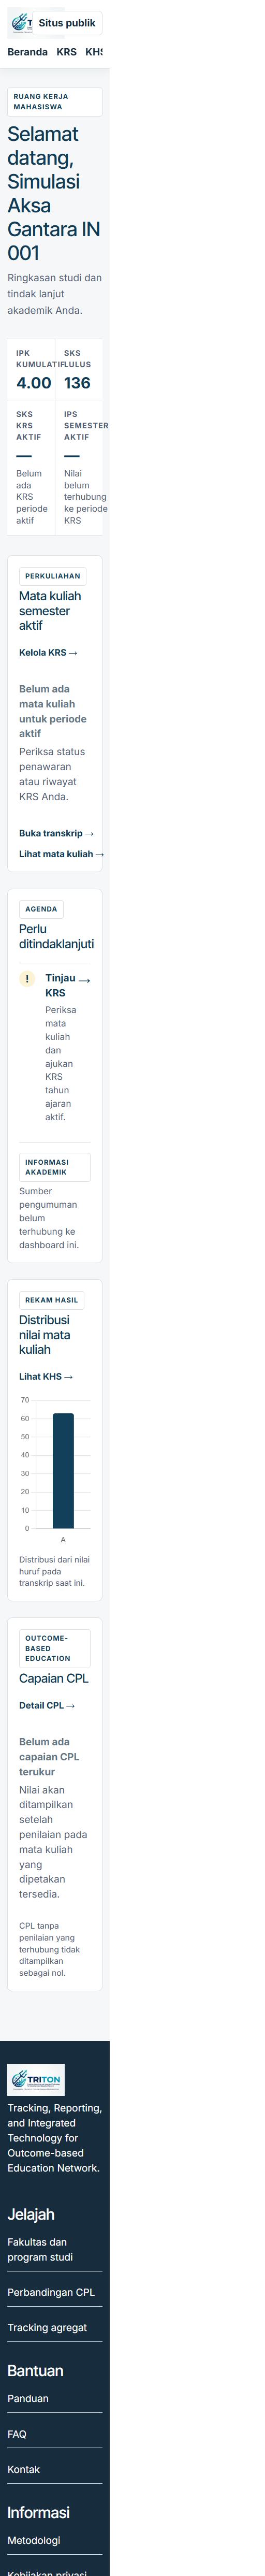 Situs publik
Beranda KRS KHS
RUANG KERJA
MAHASISWA
Selamat
datang,
Simulasi
Aksa
Gantara IN
001
Ringkasan studi dan
tindak lanjut
akademik Anda.
IPK
KUMULATIF
4.00
SKS
LULUS
136
SKS
KRS
AKTIF
—
Belum
ada
KRS
periode
aktif
IPS
SEMESTER
AKTIF
—
Nilai
belum
terhubung
ke periode
KRS
PERKULIAHAN
Mata kuliah
semester
aktif
Kelola KRS →
Belum ada
mata kuliah
untuk periode
aktif
Periksa status
penawaran
atau riwayat
KRS Anda.
Buka transkrip →
Lihat mata kuliah →
AGENDA
Perlu
ditindaklanjuti
!
Tinjau →
KRS
Periksa
mata
kuliah
dan
ajukan
KRS
tahun
ajaran
aktif.
INFORMASI
AKADEMIK
Sumber
pengumuman
belum
terhubung ke
dashboard ini.
REKAM HASIL
Distribusi
nilai mata
kuliah
Lihat KHS →
70
60
50
40
30
20
10
0
A
Distribusi dari nilai
huruf pada
transkrip saat ini.
OUTCOME-
BASED
EDUCATION
Capaian CPL
Detail CPL →
Belum ada
capaian CPL
terukur
Nilai akan
ditampilkan
setelah
penilaian pada
mata kuliah
yang
dipetakan
tersedia.
CPL tanpa
penilaian yang
terhubung tidak
ditampilkan
sebagai nol.
TRITON
Tracking, Reporting,
and Integrated
Technology for
Outcome-based
Education Network.
Jelajah
Fakultas dan
program studi
Perbandingan CPL
Tracking agregat
Bantuan
Panduan
FAQ
Kontak
Informasi
Metodologi
Kebijakan privasi